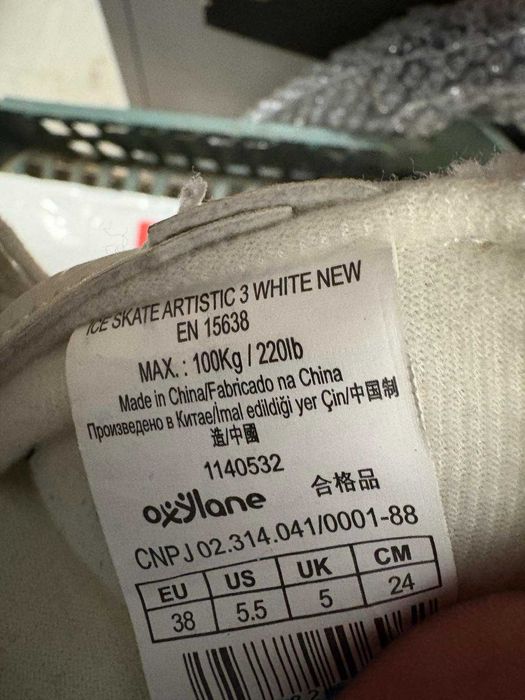 ICE SKATE ARTISTIC 3 WHITE NEW
EN 15638
MAX. : 100Kg / 220lb
Made in China/Fabricado na China
Произведено в Китае/İmal edildiği yer Çin/中国制
造/中國
1140532
oxylane 合格品
CNPJ 02.314.041/0001-88
EU US UK CM
38 5.5 5 24